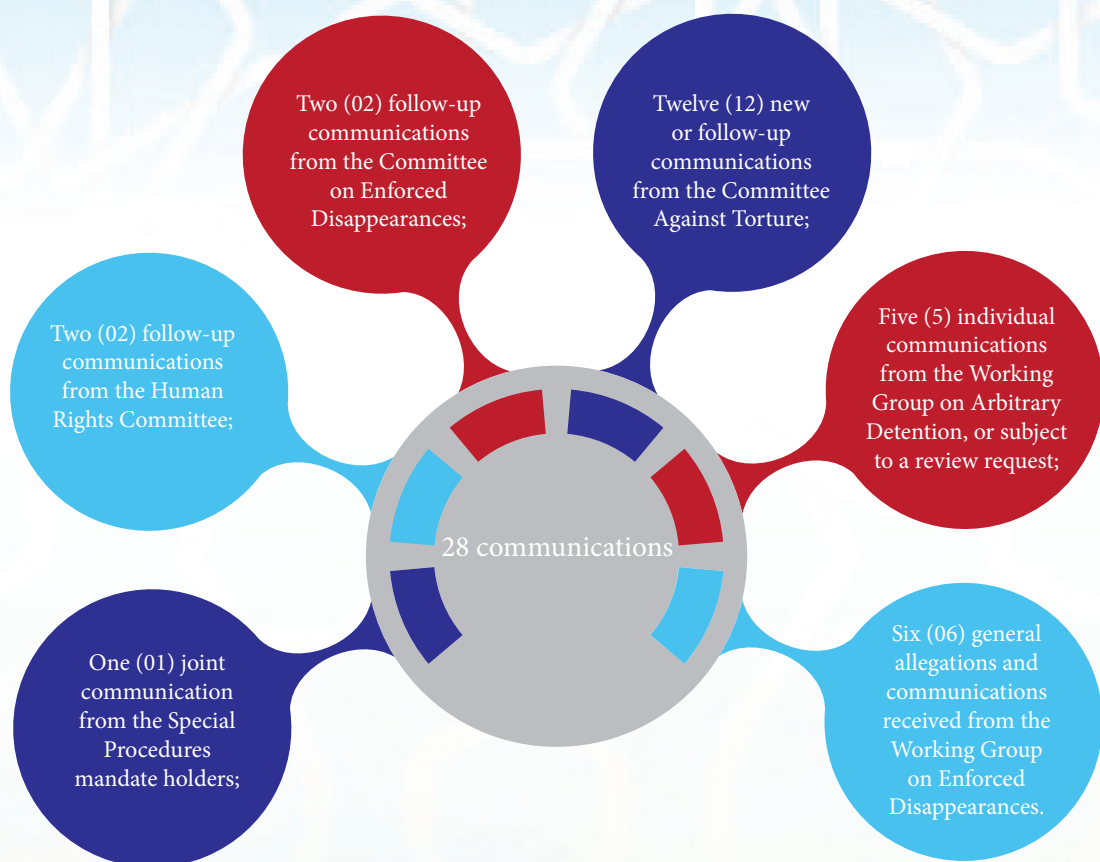 Two (02) follow-up
communications
from the Committee
on Enforced
Disappearances;
Twelve (12) new
or follow-up
communications
from the Committee
Against Torture;
Two (02) follow-up
communications
from the Human
Rights Committee;
Five (5) individual
communications
from the Working
Group on Arbitrary
Detention, or subject
to a review request;
28 communications
One (01) joint
communication
from the Special
Procedures
mandate holders;
Six (06) general
allegations and
communications
received from the
Working Group
on Enforced
Disappearances.